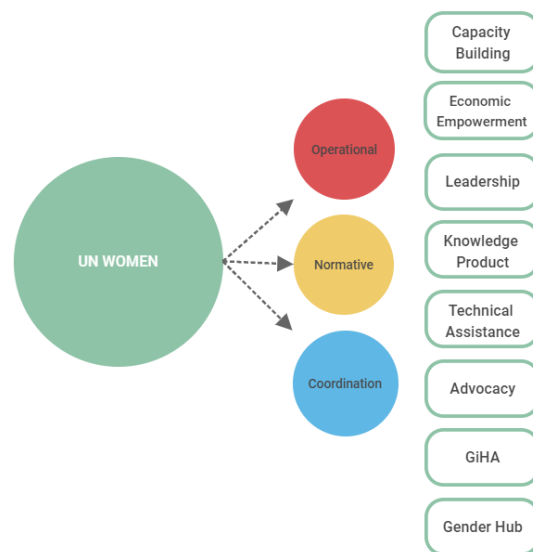 UN WOMEN
Operational
Normative
Coordination
Capacity
Building
Economic
Empowerment
Leadership
Knowledge
Product
Technical
Assistance
Advocacy
GiHA
Gender Hub